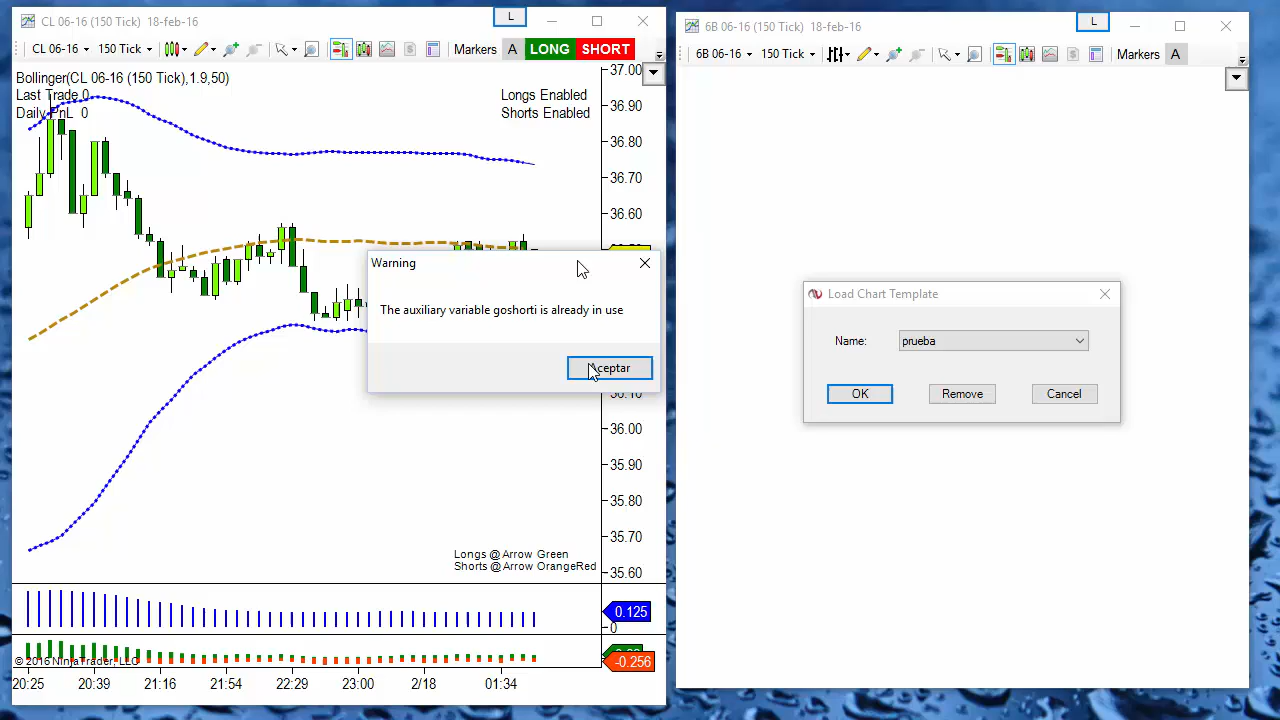 CL 06-16 (150 Tick) 18-feb-16
L
CL 06-16 150 Tick $ Markers A LONG SHORT
Bollinger(CL 06-16 (150 Tick),1.9,50)
Last Trade 0
Daily PnL 0
Longs Enabled
Shorts Enabled
37.00
36.90
36.80
36.70
36.60
36.00
35.90
35.80
35.70
35.60
Longs @Arrow Green
Shorts @Arrow OrangeRed
0.125
0
-0.256
© 2016 NinjaTrader, LLC
20:25 20:39 21:16 21:54 22:29 23:00 2/18 01:34
Warning
The auxiliary variable goshorti is already in use
Aceptar
6B 06-16 (150 Tick) 18-feb-16
L
6B 06-16 150 Tick $ Markers A
Load Chart Template
Name: prueba
OK Remove Cancel